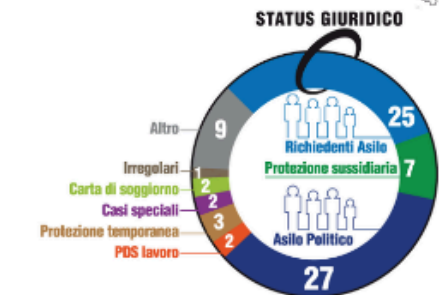 STATUS GIURIDICO
25
Richiedenti Asilo
Protezione sussidiaria 7
Asilo Politico
27
Altro 9
Irregolari 1
Carta di soggiorno 2
Casi speciali 2
Protezione temporanea 3
PDS lavoro 2